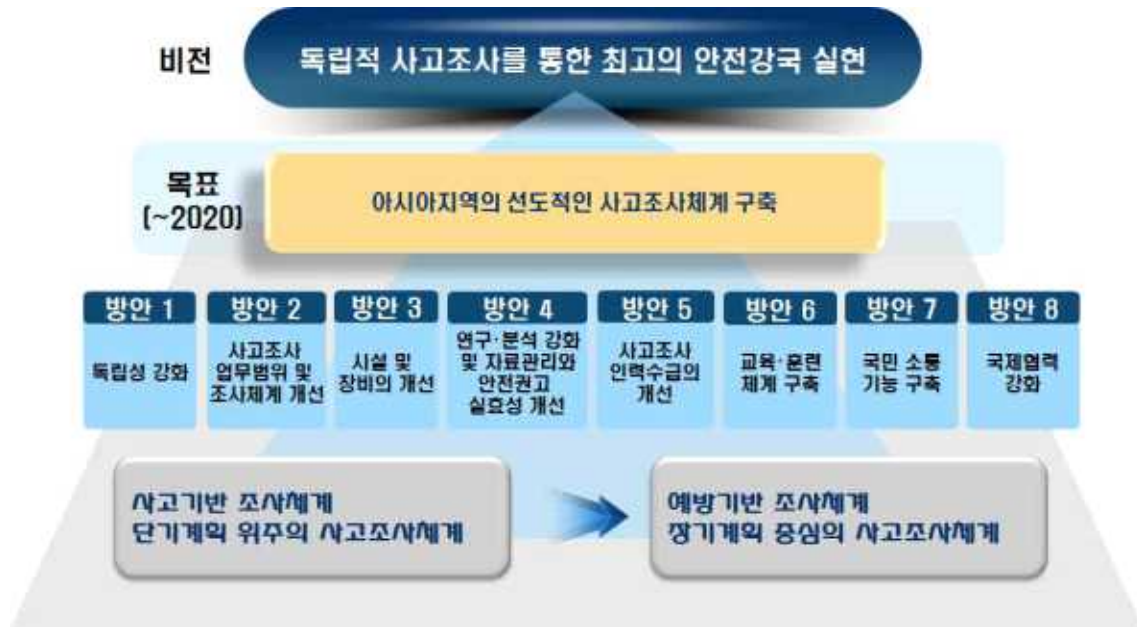 비전
독립적 사고조사를 통한 최고의 안전강국 실현
목표
(~2020)
아시아지역의 선도적인 사고조사체계 구축
방안 1
독립성 강화
방안 2
사고조사
업무범위 및
조사체계 개선
방안 3
시설 및
장비의 개선
방안 4
연구·분석 강화
및 자료관리와
안전권고
실효성 개선
방안 5
사고조사
인력수급의
개선
방안 6
교육·훈련
체계 구축
방안 7
국민 소통
기능 구축
방안 8
국제협력
강화
사고기반 조사체계
단기계획 위주의 사고조사체계
예방기반 조사체계
장기계획 중심의 사고조사체계